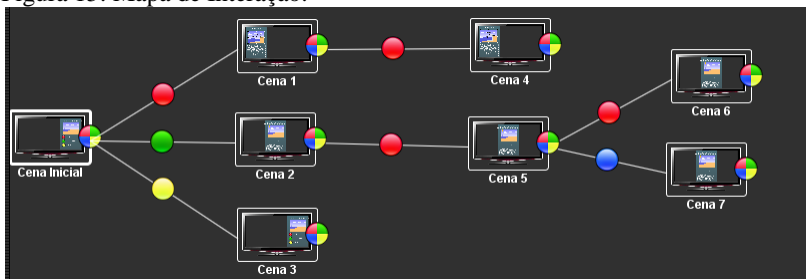 Figura 15: Mapa de Interação.
Cena 1
Cena 4
Cena 6
Cena Inicial
Cena 2
Cena 5
Cena 7
Cena 3